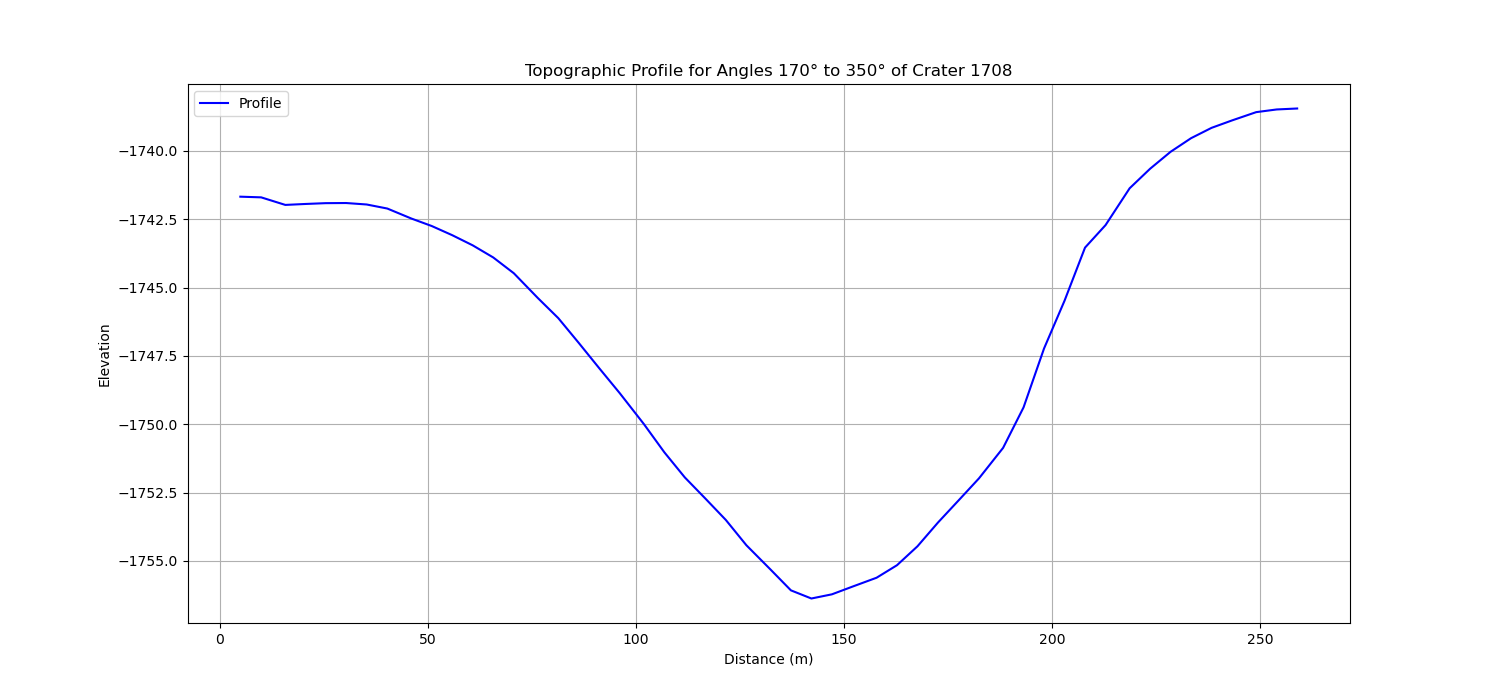 Topographic Profile for Angles 170° to 350° of Crater 1708
Profile
−1740.0
−1742.5
−1745.0
−1747.5
−1750.0
−1752.5
−1755.0
Elevation
0 50 100 150 200 250
Distance (m)